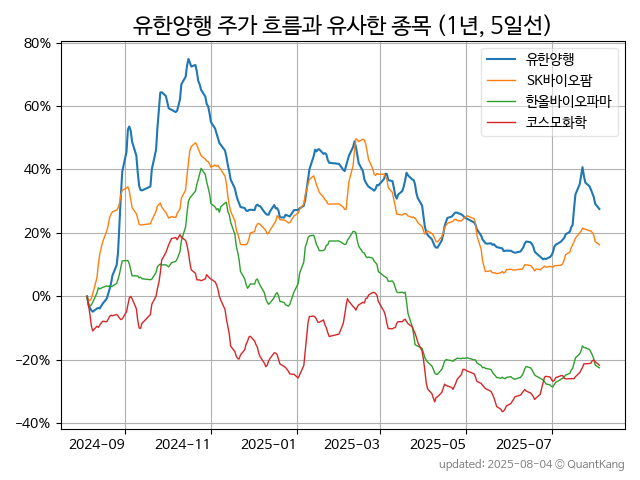 유한양행 주가 흐름과 유사한 종목 (1년, 5일선)
유한양행
SK바이오팜
한올바이오파마
코스모화학
80%
60%
40%
20%
0%
−20%
−40%
2024−09
2024−11
2025−01
2025−03
2025−05
2025−07
updated: 2025-08-04 © QuantKang